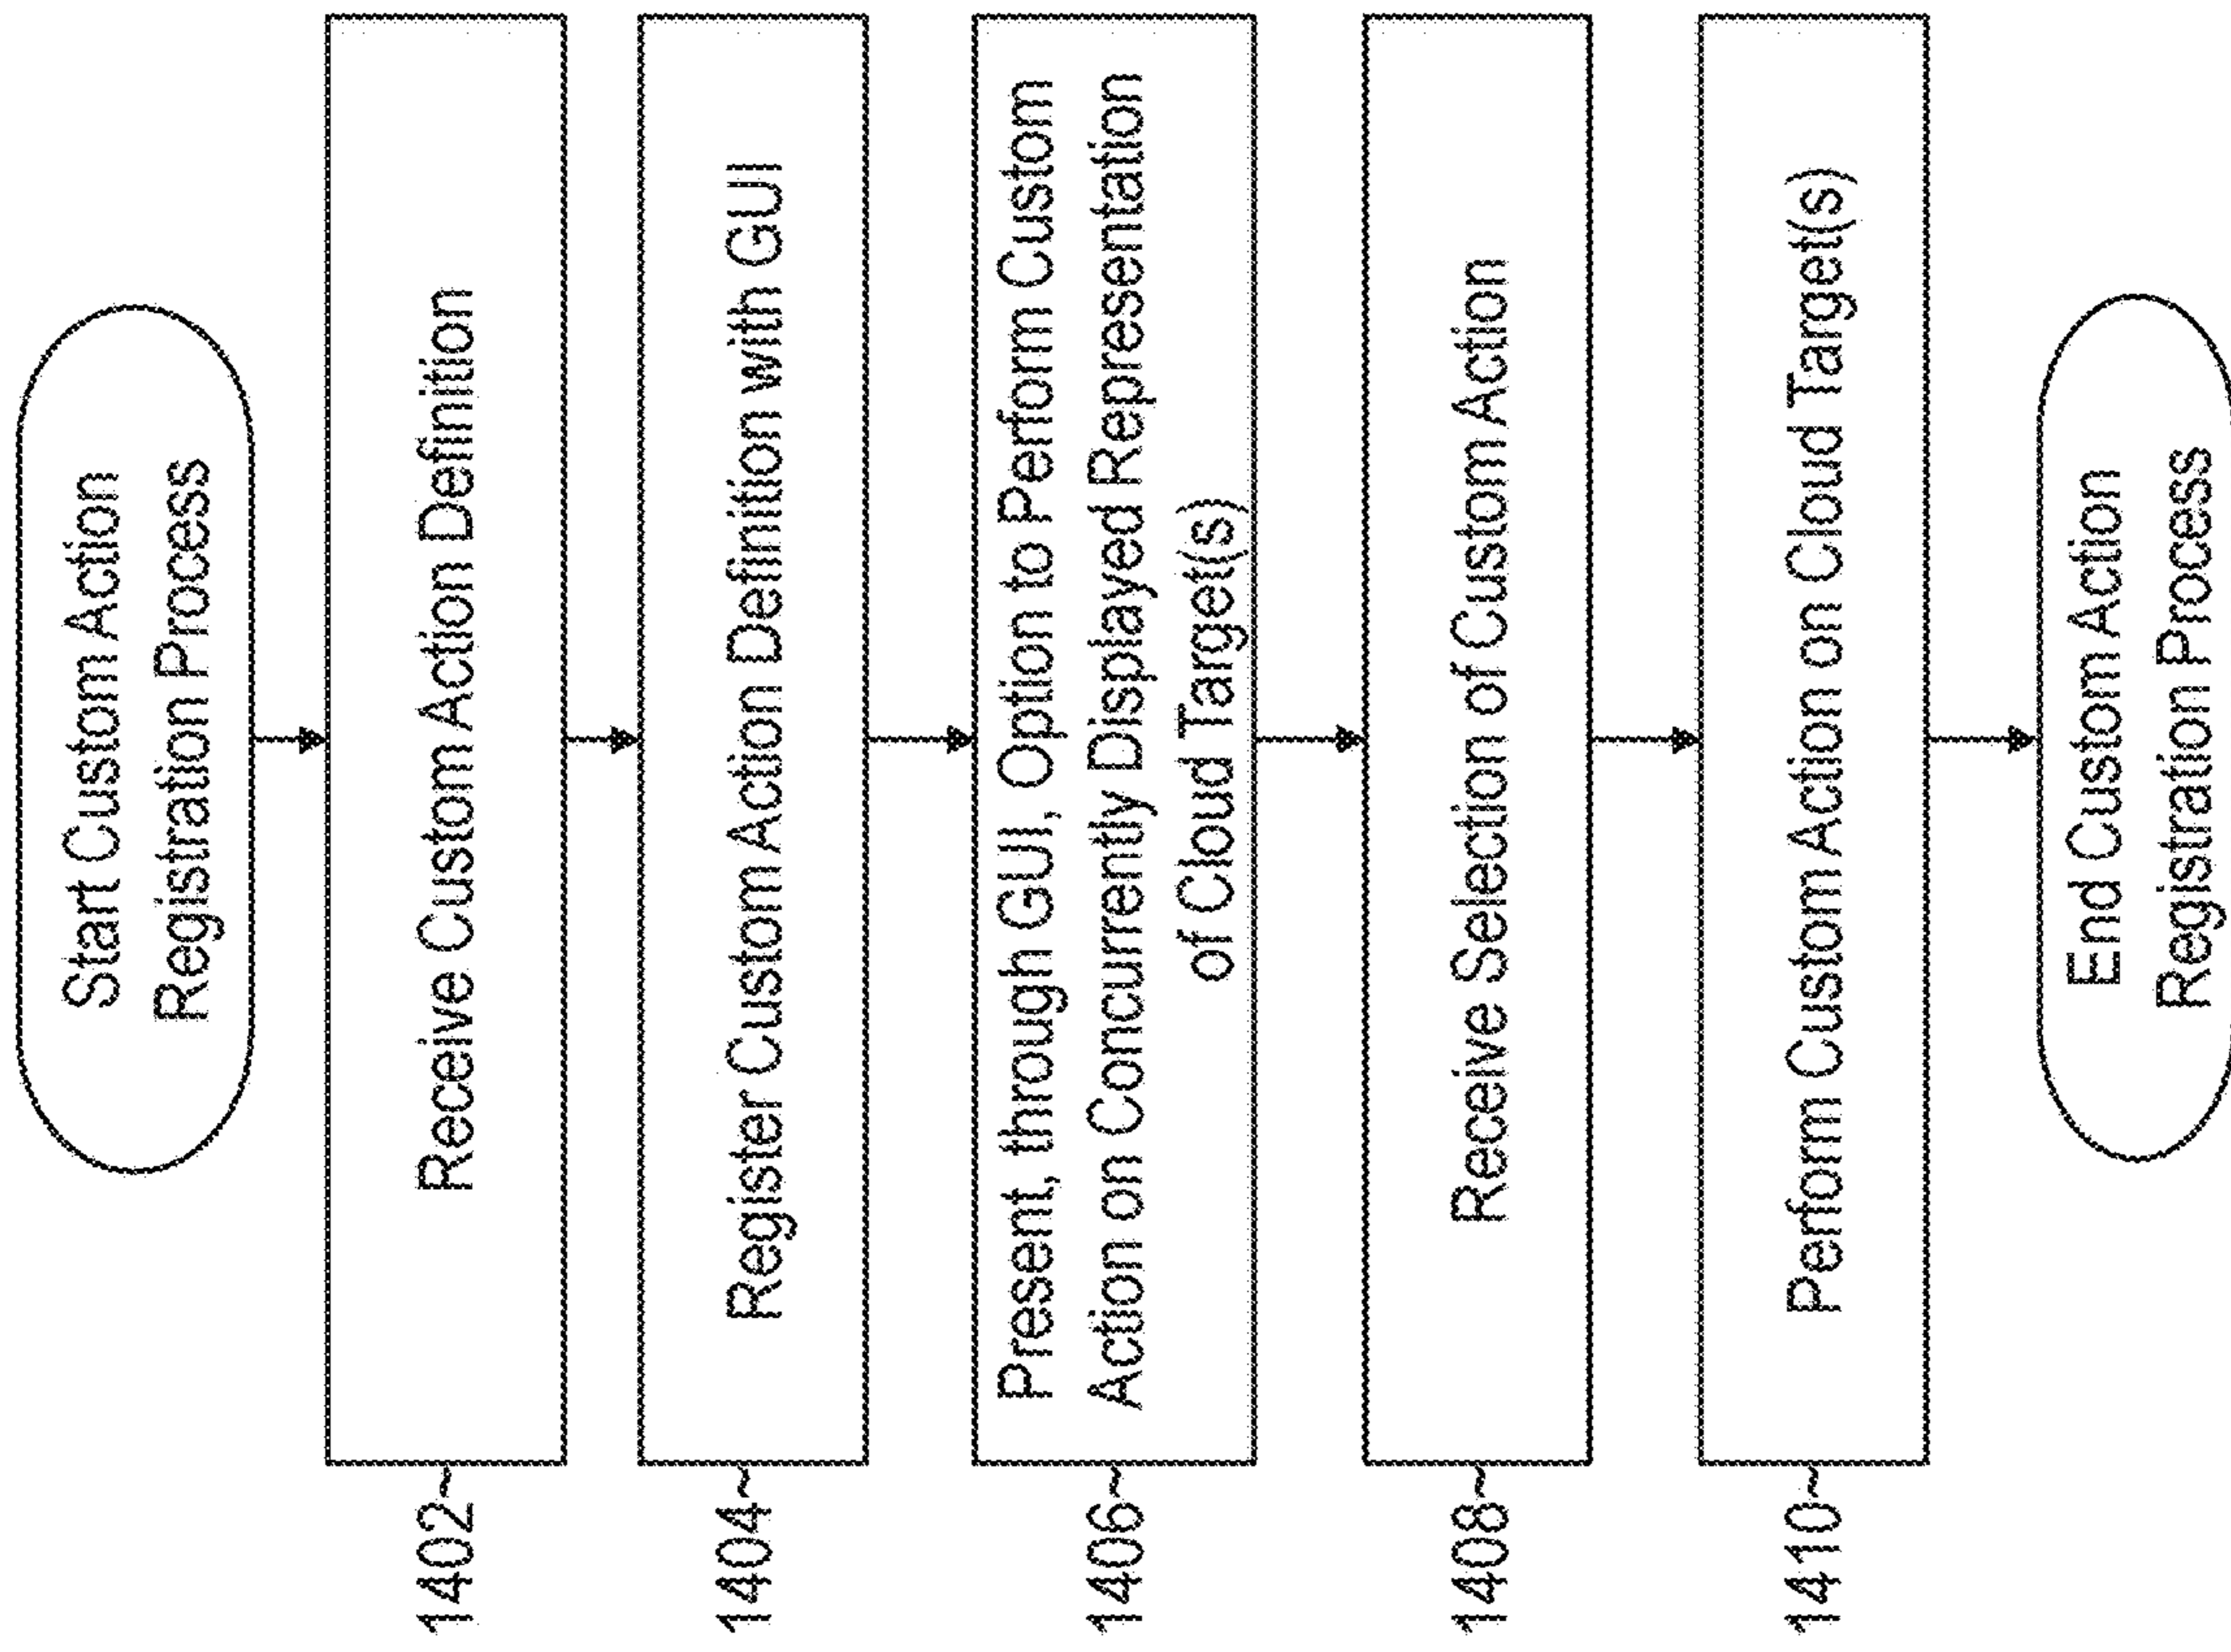 Start Custom Action
Registration Process
1402
Receive Custom Action Definition
1404
Register Custom Action Definition with GUI
1406
Present, through GUI, Option to Perform Custom
Action on Concurrently Displayed Representation
of Cloud Target(s)
1408
Receive Selection of Custom Action
1410
Perform Custom Action on Cloud Target(s)
End Custom Action
Registration Process